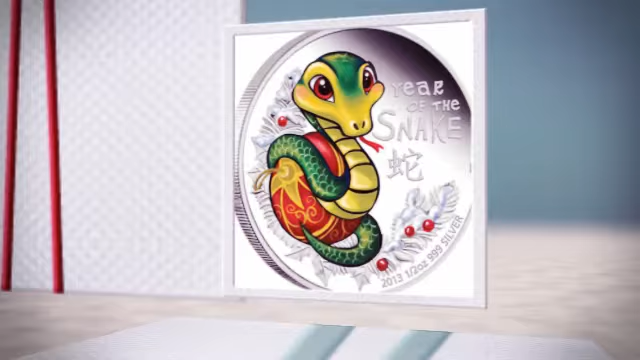 YEAR
OF THE
SNAKE
蛇
2013 1/2oz 999 SILVER